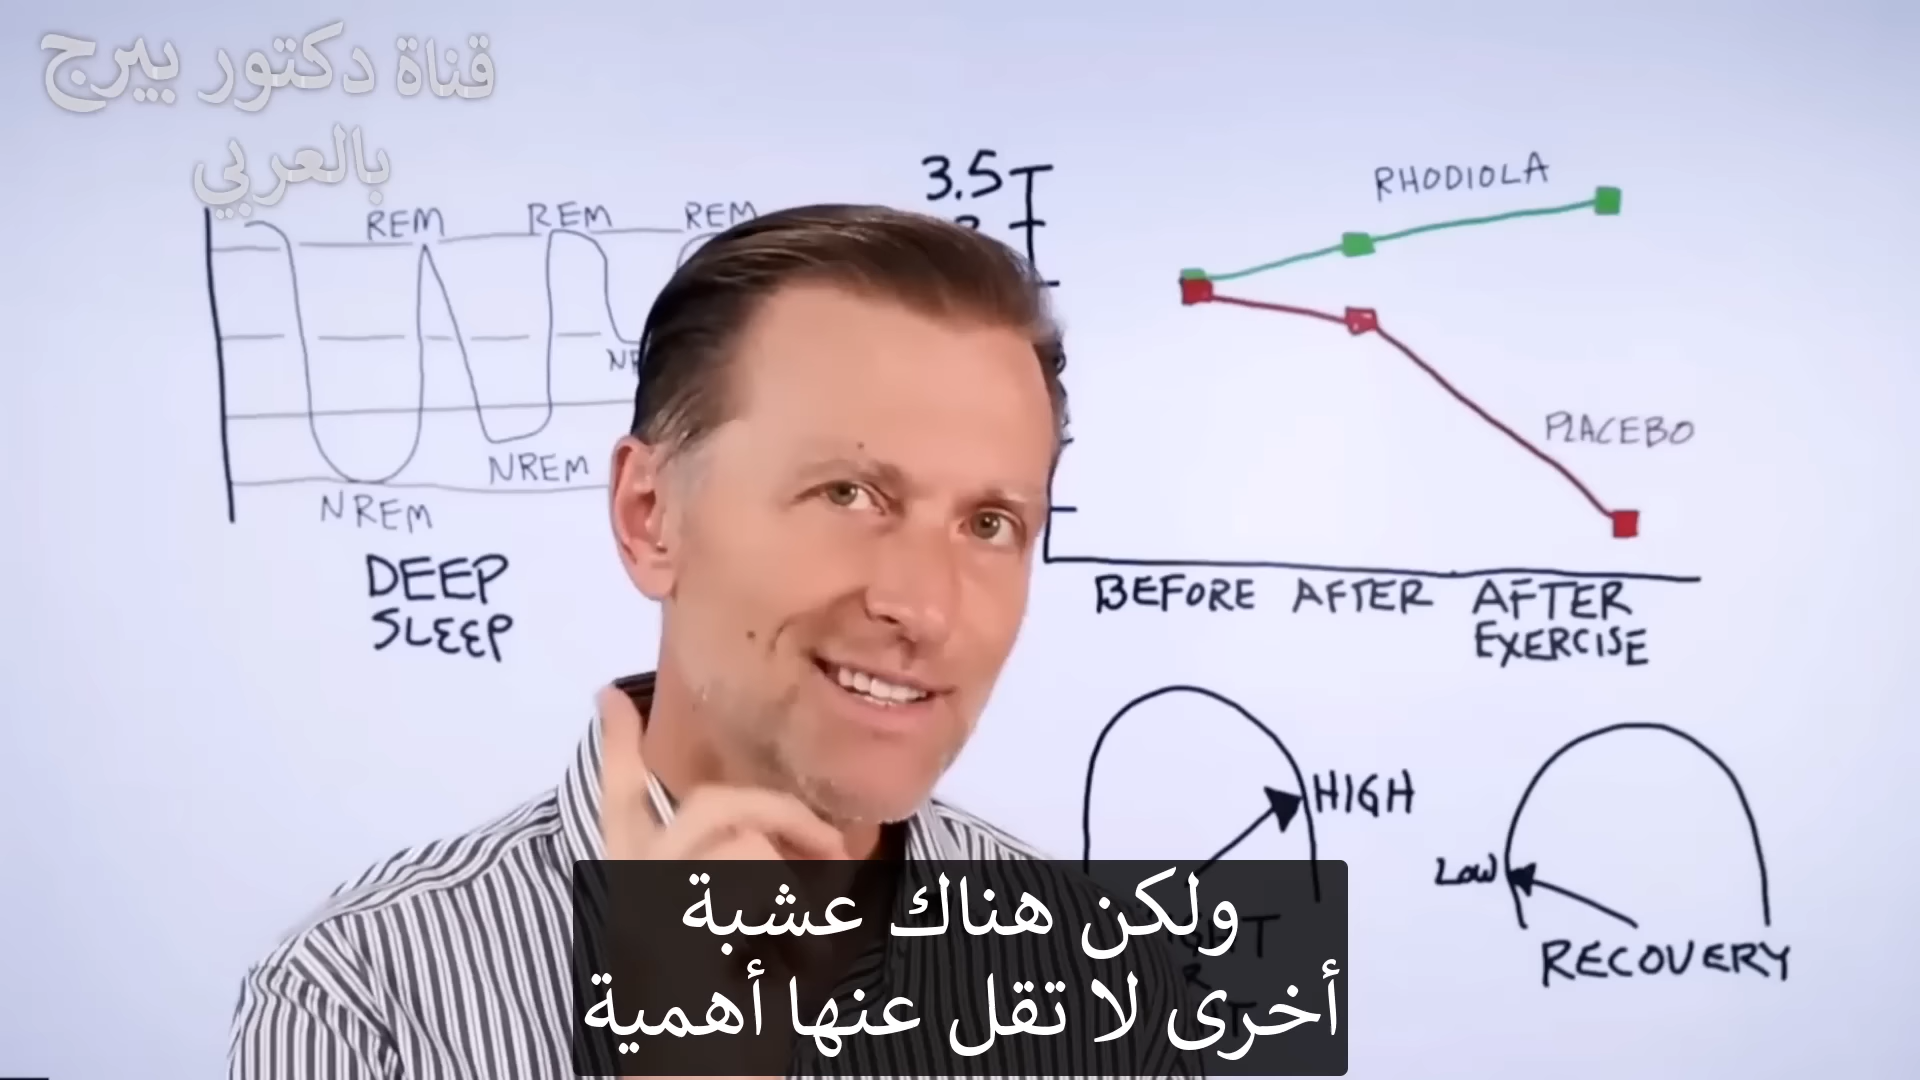 قناة دكتور بيرج
بالعربي
REM REM REM
NREM
NREM
DEEP
SLEEP
3.5
RHODIOLA
PLACEBO
BEFORE AFTER AFTER
EXERCISE
HIGH
LOW
RECOVERY
ولكن هناك عشبة
أخرى لا تقل عنها أهمية